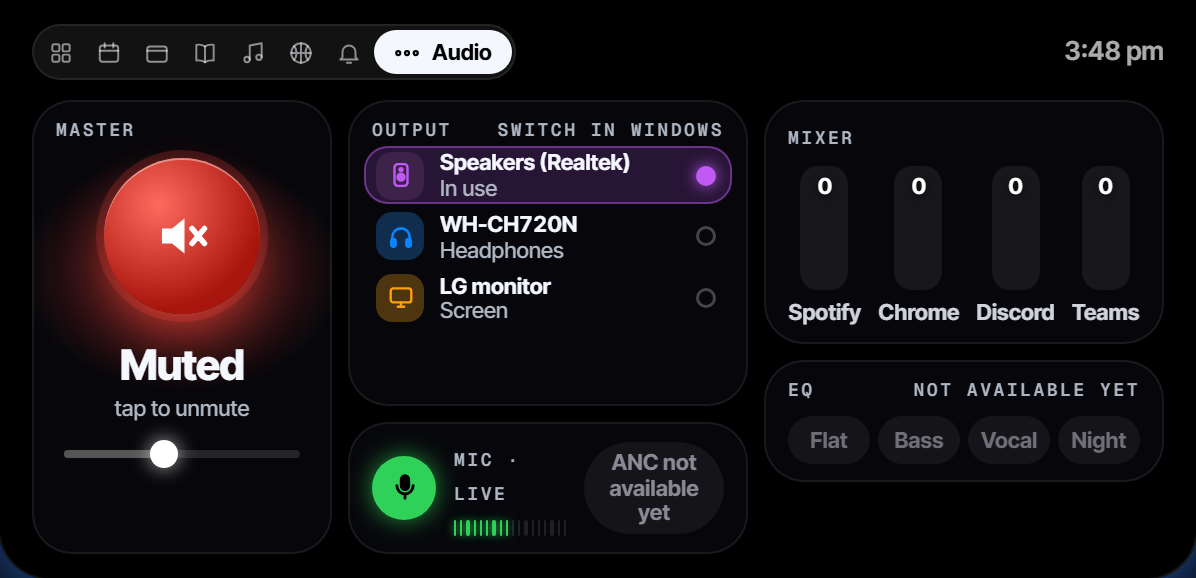 Audio
3:48 pm
MASTER
Muted
tap to unmute
OUTPUT SWITCH IN WINDOWS
Speakers (Realtek)
In use
WH-CH720N
Headphones
LG monitor
Screen
MIC ·
LIVE
ANC not
available
yet
MIXER
0 0 0 0
Spotify Chrome Discord Teams
EQ NOT AVAILABLE YET
Flat Bass Vocal Night